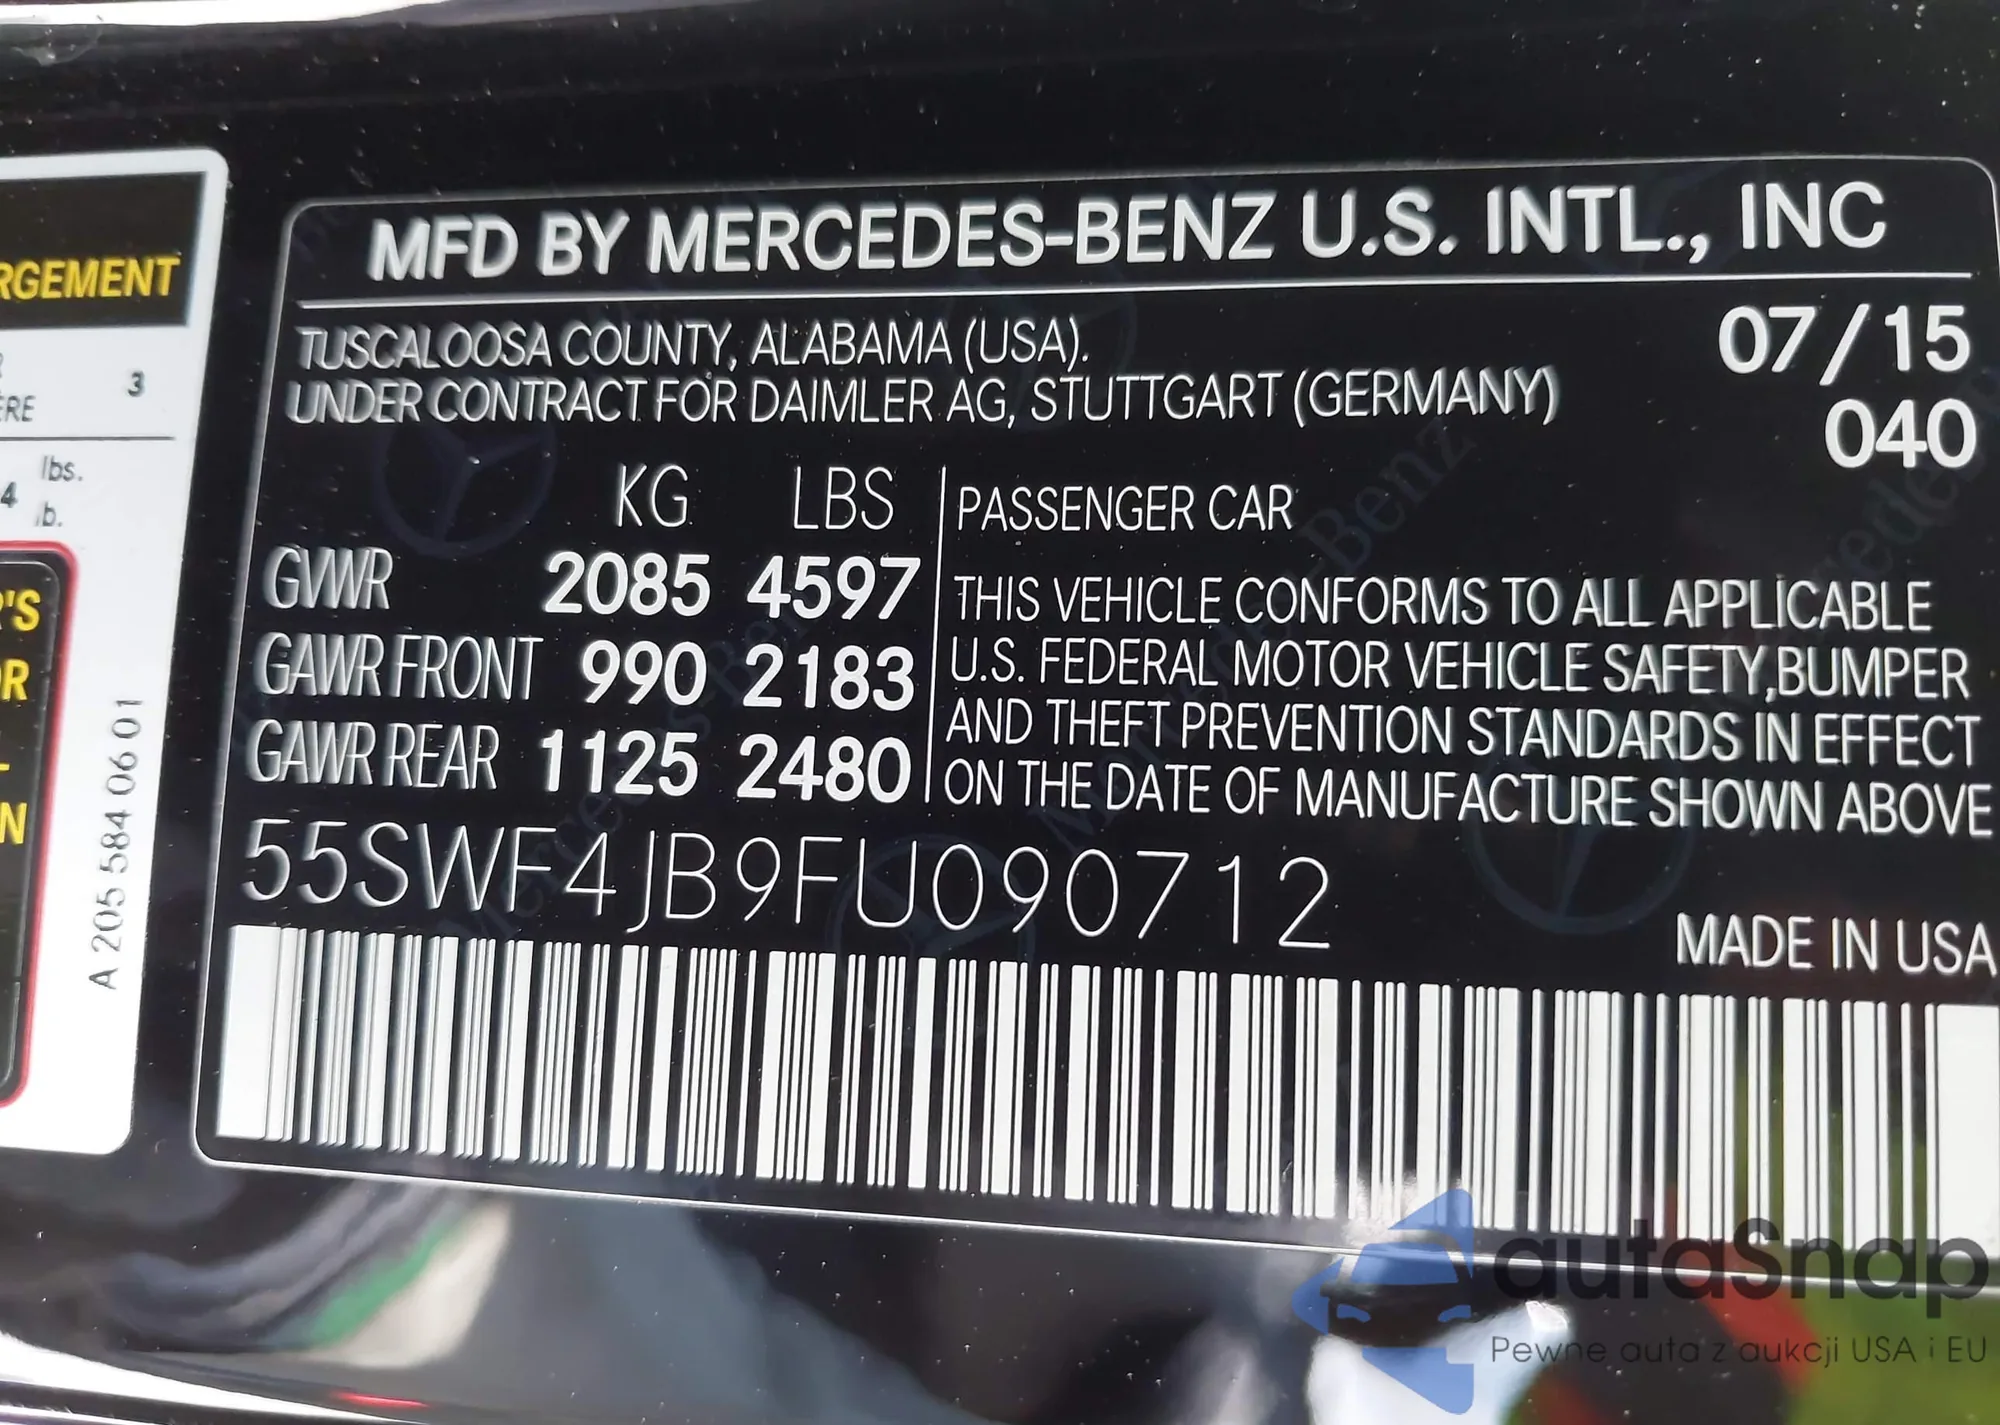 RGEMENT
3
ÈRE
lbs.
4
lb.
'S
OR
N
A 205 584 06 01
MFD BY MERCEDES-BENZ U.S. INTL., INC
TUSCALOOSA COUNTY, ALABAMA (USA). 07/15
UNDER CONTRACT FOR DAIMLER AG, STUTTGART (GERMANY) 040
KG LBS
GVWR 2085 4597
GAWR FRONT 990 2183
GAWR REAR 1125 2480
PASSENGER CAR
THIS VEHICLE CONFORMS TO ALL APPLICABLE
U.S. FEDERAL MOTOR VEHICLE SAFETY,BUMPER
AND THEFT PREVENTION STANDARDS IN EFFECT
ON THE DATE OF MANUFACTURE SHOWN ABOVE
55SWF4JB9FU090712
MADE IN USA
autaSnap
Pewne auta z aukcji USA i EU